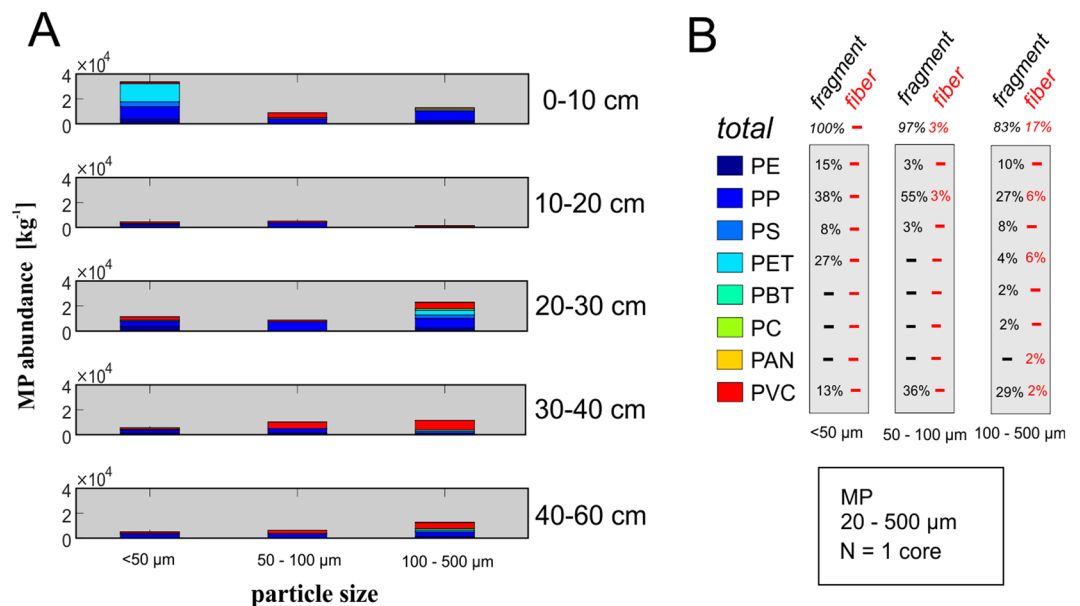 A
B
MP abundance [kg⁻¹]
×10⁴
4
2
0
0-10 cm
×10⁴
4
2
0
10-20 cm
×10⁴
4
2
0
20-30 cm
×10⁴
4
2
0
30-40 cm
×10⁴
4
2
0
40-60 cm
<50 µm 50 - 100 µm 100 - 500 µm
particle size
fragment fiber fragment fiber fragment fiber
total 100% - 97% 3% 83% 17%
PE 15% - 3% - 10% -
PP 38% - 55% 3% 27% 6%
PS 8% - 3% - 8% -
PET 27% - - - 4% 6%
PBT - - - - 2% -
PC - - - - 2% -
PAN - - - - - 2%
PVC 13% - 36% - 29% 2%
<50 µm 50 - 100 µm 100 - 500 µm
MP
20 - 500 µm
N = 1 core